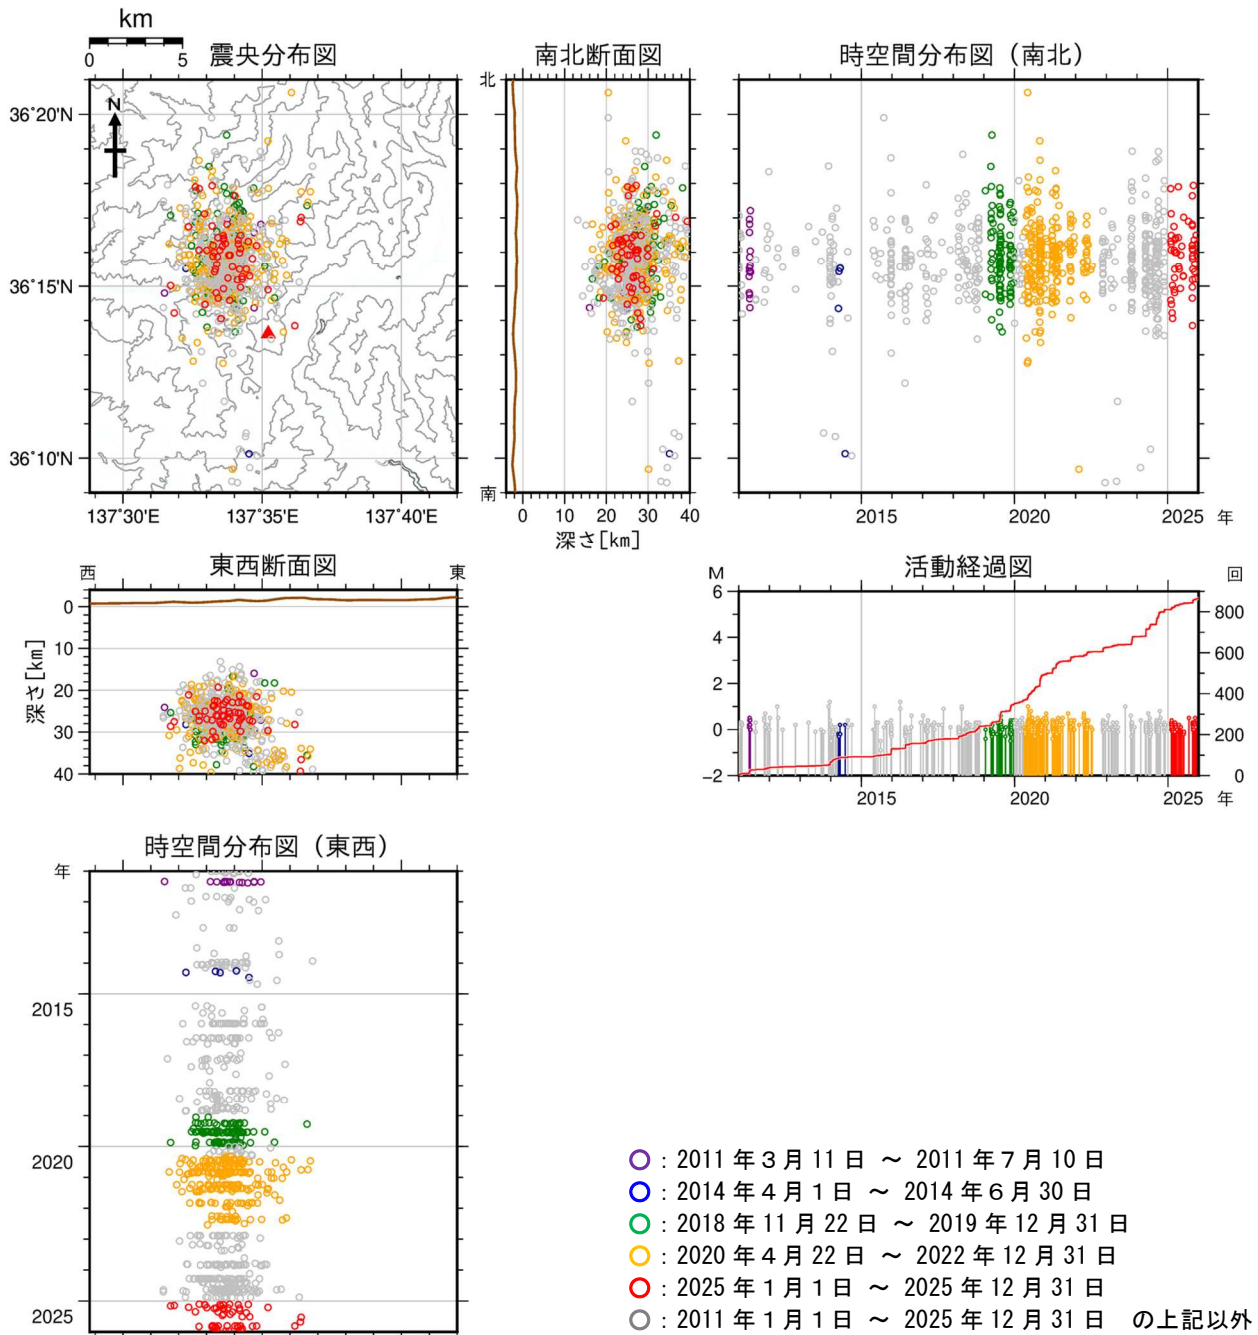 km
0 5
震央分布図
N
36°20'N
36°15'N
36°10'N
137°30'E 137°35'E 137°40'E
南北断面図
北
南
0 10 20 30 40
深さ[km]
時空間分布図（南北）
2015 2020 2025 年
東西断面図
西 東
0
10
20
30
40
深さ[km]
活動経過図
M 回
6
4
2
0
−2
800
600
400
200
0
2015 2020 2025 年
時空間分布図（東西）
年
2015
2020
2025
：2011 年３月 11 日 ～ 2011 年７月 10 日
：2014 年４月１日 ～ 2014 年６月 30 日
：2018 年 11 月 22 日 ～ 2019 年 12 月 31 日
：2020 年４月 22 日 ～ 2022 年 12 月 31 日
：2025 年１月１日 ～ 2025 年 12 月 31 日
：2011 年１月１日 ～ 2025 年 12 月 31 日 の上記以外